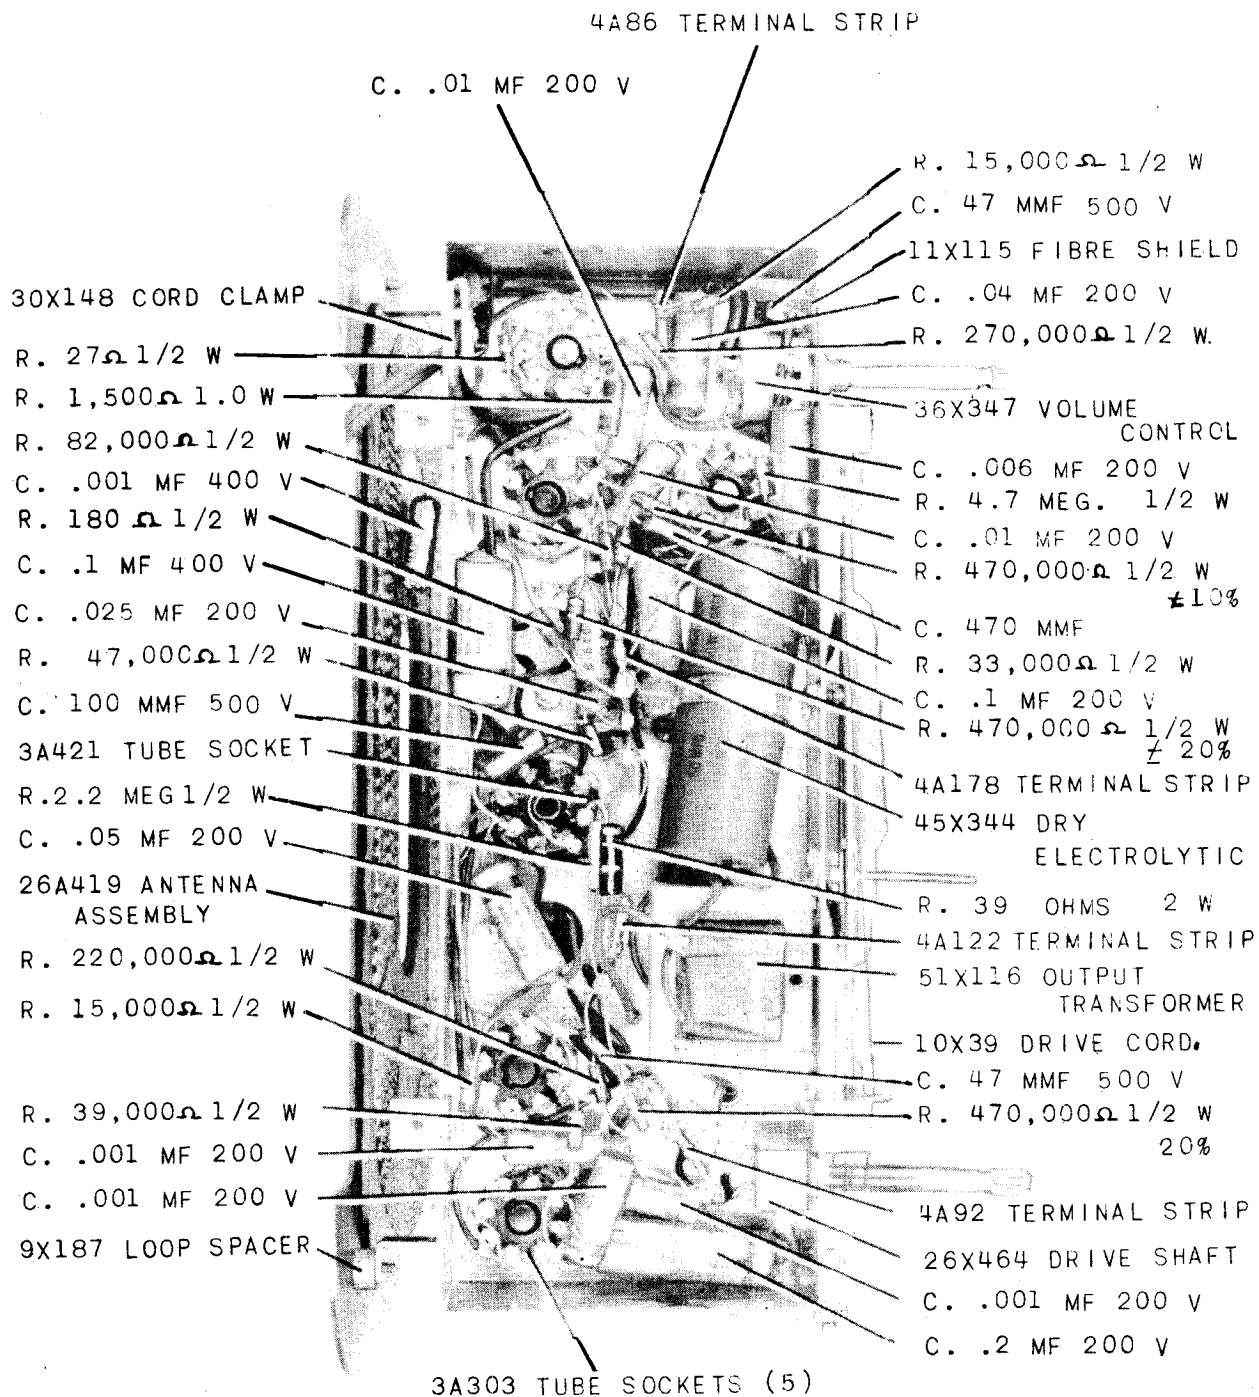 4A86 TERMINAL STRIP
C. .01 MF 200 V
30X148 CORD CLAMP
R. 27Ω 1/2 W
R. 1,500Ω 1.0 W
R. 82,000Ω 1/2 W
C. .001 MF 400 V
R. 180 Ω 1/2 W
C. .1 MF 400 V
C. .025 MF 200 V
R. 47,000Ω 1/2 W
C. 100 MMF 500 V
3A421 TUBE SOCKET
R.2.2 MEG 1/2 W
C. .05 MF 200 V
26A419 ANTENNA
ASSEMBLY
R. 220,000Ω 1/2 W
R. 15,000Ω 1/2 W
R. 39,000Ω 1/2 W
C. .001 MF 200 V
C. .001 MF 200 V
9X187 LOOP SPACER
R. 15,000Ω 1/2 W
C. 47 MMF 500 V
11X115 FIBRE SHIELD
C. .04 MF 200 V
R. 270,000Ω 1/2 W.
36X347 VOLUME
CONTROL
C. .006 MF 200 V
R. 4.7 MEG. 1/2 W
C. .01 MF 200 V
R. 470,000Ω 1/2 W
±10%
C. 470 MMF
R. 33,000Ω 1/2 W
C. .1 MF 200 V
R. 470,000 Ω 1/2 W
± 20%
4A178 TERMINAL STRIP
45X344 DRY
ELECTROLYTIC
R. 39 OHMS 2 W
4A122 TERMINAL STRIP
51X116 OUTPUT
TRANSFORMER
10X39 DRIVE CORD.
C. 47 MMF 500 V
R. 470,000Ω 1/2 W
20%
4A92 TERMINAL STRIP
26X464 DRIVE SHAFT
C. .001 MF 200 V
C. .2 MF 200 V
3A303 TUBE SOCKETS (5)